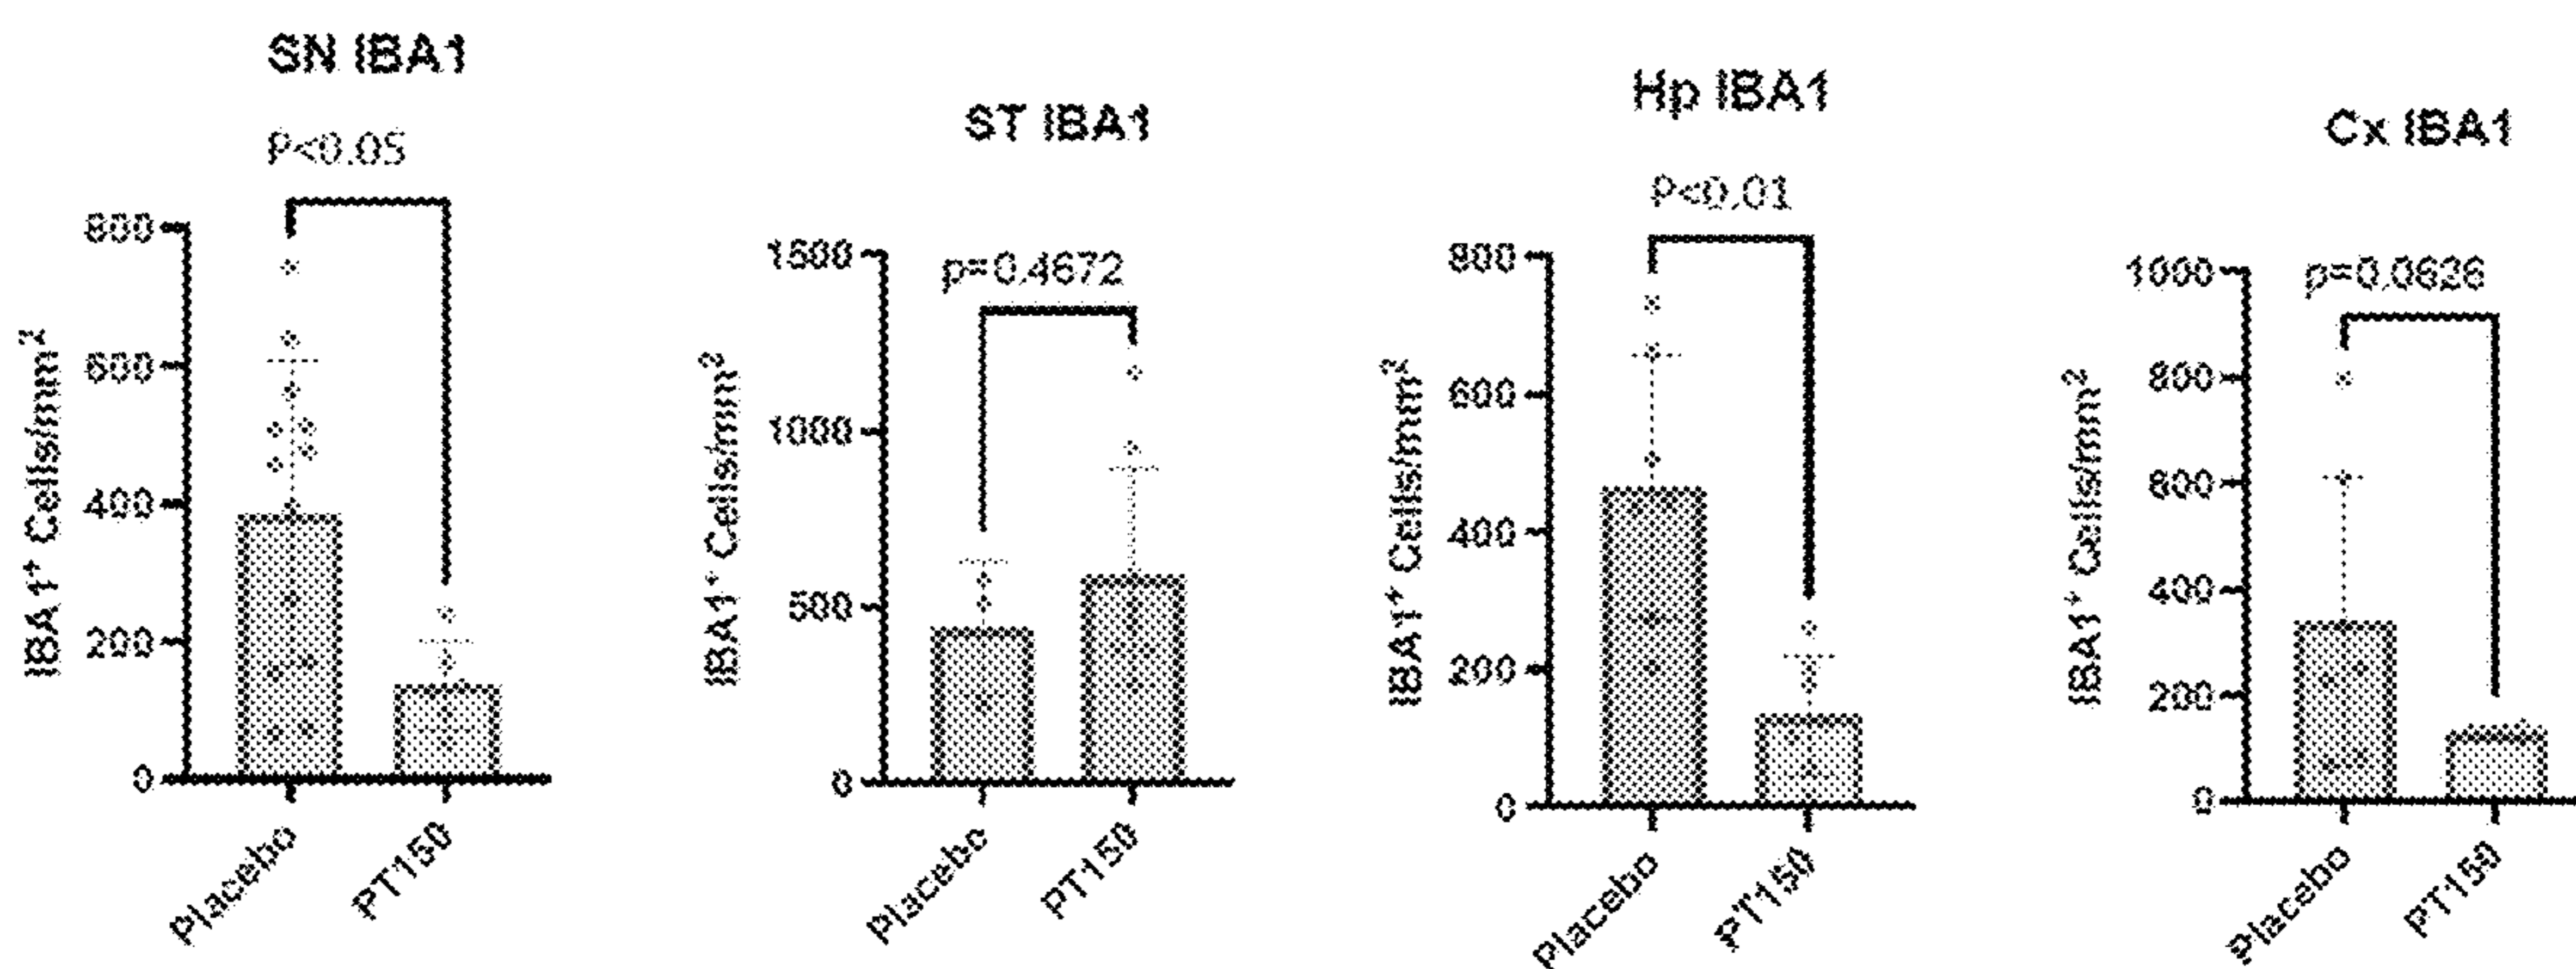 SN IBA1
P<0.05
800
600
400
200
0
IBA1⁺ Cells/mm²
Placebo
PT150
ST IBA1
p=0.4672
1500
1000
500
0
IBA1⁺ Cells/mm²
Placebo
PT150
Hp IBA1
P<0.01
800
600
400
200
0
IBA1⁺ Cells/mm²
Placebo
PT150
Cx IBA1
p=0.0626
1000
800
600
400
200
0
IBA1⁺ Cells/mm²
Placebo
PT150